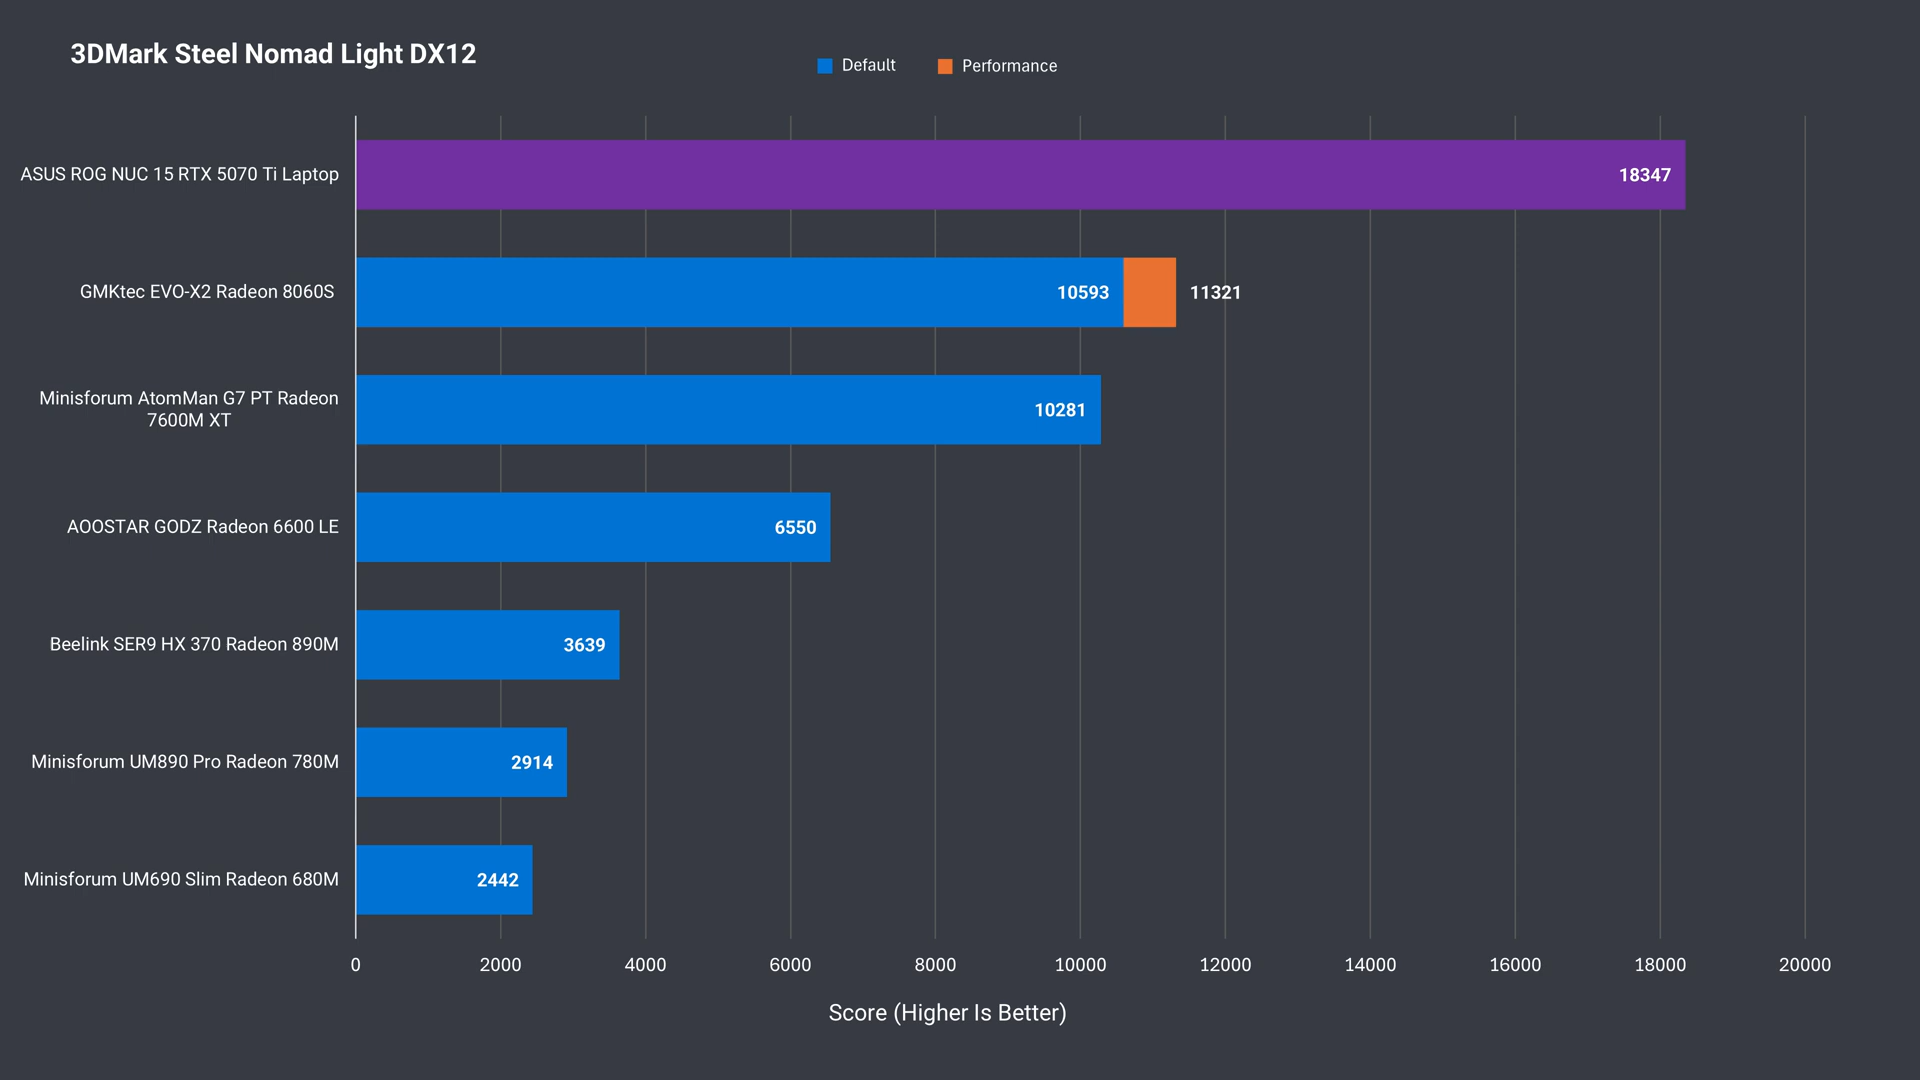 3DMark Steel Nomad Light DX12
Default
Performance
ASUS ROG NUC 15 RTX 5070 Ti Laptop
18347
GMKtec EVO-X2 Radeon 8060S
10593
11321
Minisforum AtomMan G7 PT Radeon
7600M XT
10281
AOOSTAR GODZ Radeon 6600 LE
6550
Beelink SER9 HX 370 Radeon 890M
3639
Minisforum UM890 Pro Radeon 780M
2914
Minisforum UM690 Slim Radeon 680M
2442
0 2000 4000 6000 8000 10000 12000 14000 16000 18000 20000
Score (Higher Is Better)